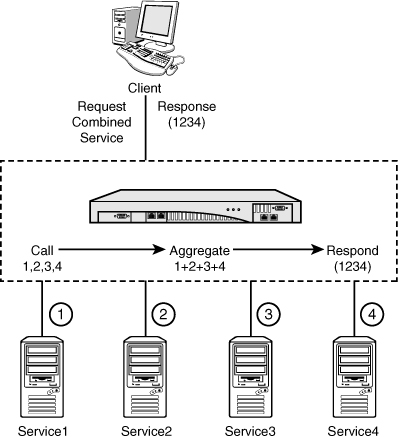 Client
Request
Combined
Service
Response
(1234)
Call
1,2,3,4
Aggregate
1+2+3+4
Respond
(1234)
1
2
3
4
Service1
Service2
Service3
Service4